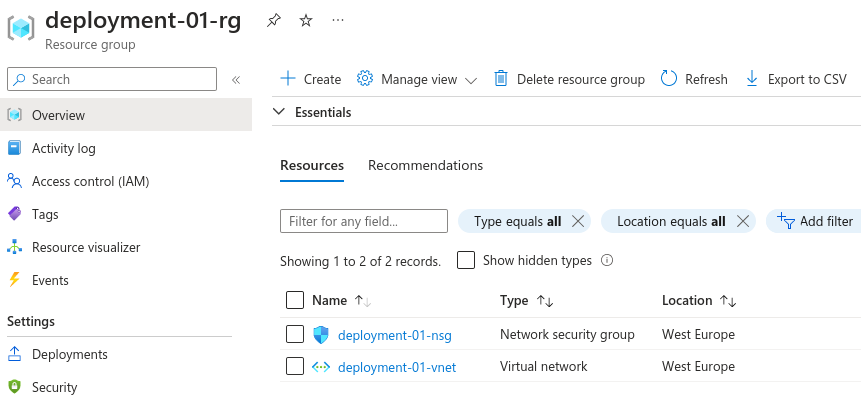 deployment-01-rg
Resource group
Search
Overview
Activity log
Access control (IAM)
Tags
Resource visualizer
Events
Settings
Deployments
Security
Create Manage view Delete resource group Refresh Export to CSV
Essentials
Resources Recommendations
Filter for any field... Type equals all Location equals all Add filter
Showing 1 to 2 of 2 records. Show hidden types
Name Type Location
deployment-01-nsg Network security group West Europe
deployment-01-vnet Virtual network West Europe